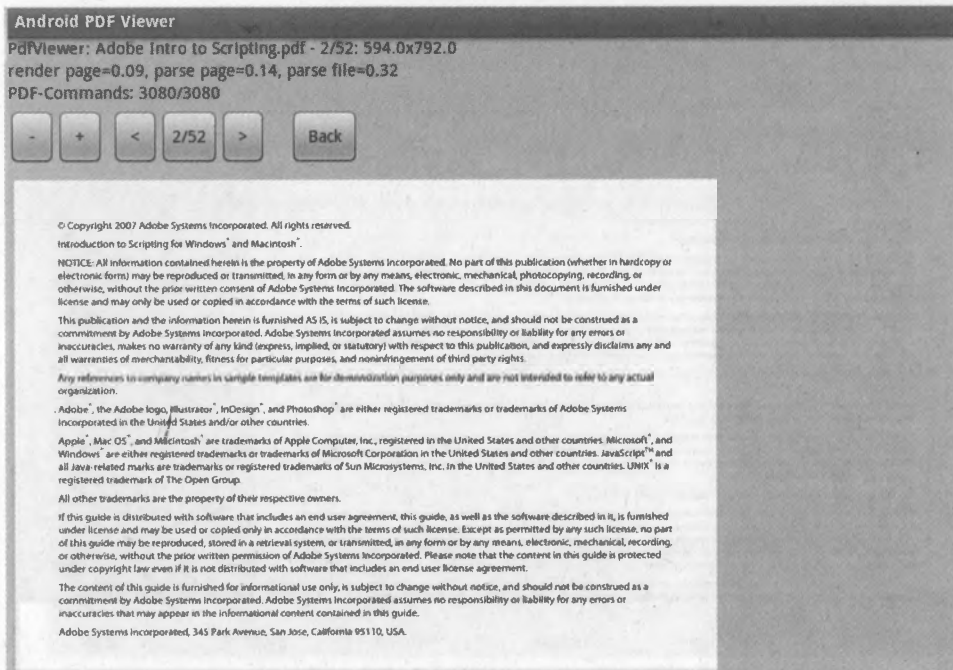 Android PDF Viewer
PdfViewer: Adobe Intro to Scripting.pdf - 2/52: 594.0x792.0
render page=0.09, parse page=0.14, parse file=0.32
PDF-Commands: 3080/3080
- + < 2/52 > Back
© Copyright 2007 Adobe Systems Incorporated. All rights reserved.
Introduction to Scripting for Windows® and Macintosh®.
NOTICE: All information contained herein is the property of Adobe Systems Incorporated. No part of this publication (whether in hardcopy or
electronic form) may be reproduced or transmitted, in any form or by any means, electronic, mechanical, photocopying, recording, or
otherwise, without the prior written consent of Adobe Systems Incorporated. The software described in this document is furnished under
license and may only be used or copied in accordance with the terms of such license.
This publication and the information herein is furnished AS IS, is subject to change without notice, and should not be construed as a
commitment by Adobe Systems Incorporated. Adobe Systems Incorporated assumes no responsibility or liability for any errors or
inaccuracies, makes no warranty of any kind (express, implied, or statutory) with respect to this publication, and expressly disclaims any and
all warranties of merchantability, fitness for particular purposes, and noninfringement of third party rights.
Any references to company names in sample templates are for demonstration purposes only and are not intended to refer to any actual
organization.
Adobe®, the Adobe logo, Illustrator®, InDesign®, and Photoshop® are either registered trademarks or trademarks of Adobe Systems
Incorporated in the United States and/or other countries.
Apple®, Mac OS®, and Macintosh® are trademarks of Apple Computer, Inc., registered in the United States and other countries. Microsoft®, and
Windows® are either registered trademarks or trademarks of Microsoft Corporation in the United States and other countries. JavaScript™ and
all Java-related marks are trademarks or registered trademarks of Sun Microsystems, Inc. in the United States and other countries. UNIX® is a
registered trademark of The Open Group.
All other trademarks are the property of their respective owners.
If this guide is distributed with software that includes an end user agreement, this guide, as well as the software described in it, is furnished
under license and may be used or copied only in accordance with the terms of such license. Except as permitted by any such license, no part
of this guide may be reproduced, stored in a retrieval system, or transmitted, in any form or by any means, electronic, mechanical, recording,
or otherwise, without the prior written permission of Adobe Systems Incorporated. Please note that the content in this guide is protected
under copyright law even if it is not distributed with software that includes an end user license agreement.
The content of this guide is furnished for informational use only, is subject to change without notice, and should not be construed as a
commitment by Adobe Systems Incorporated. Adobe Systems Incorporated assumes no responsibility or liability for any errors or
inaccuracies that may appear in the informational content contained in this guide.
Adobe Systems Incorporated, 345 Park Avenue, San Jose, California 95110, USA.